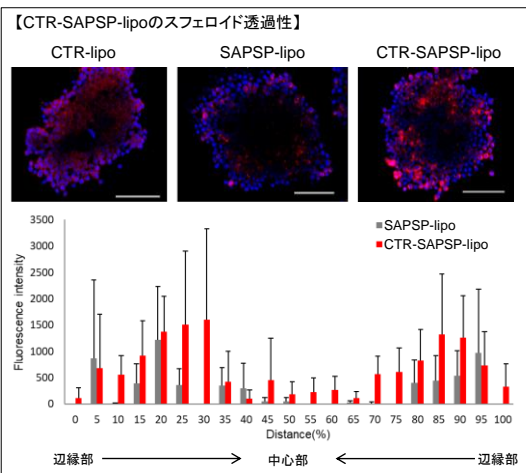 【CTR-SAPSP-lipoのスフェロイド透過性】
CTR-lipo SAPSP-lipo CTR-SAPSP-lipo
3500
3000
2500
2000
1500
1000
500
0
Fluorescence intensity
SAPSP-lipo
CTR-SAPSP-lipo
0 5 10 15 20 25 30 35 40 45 50 55 60 65 70 75 80 85 90 95 100
Distance(%)
辺縁部 中心部 辺縁部